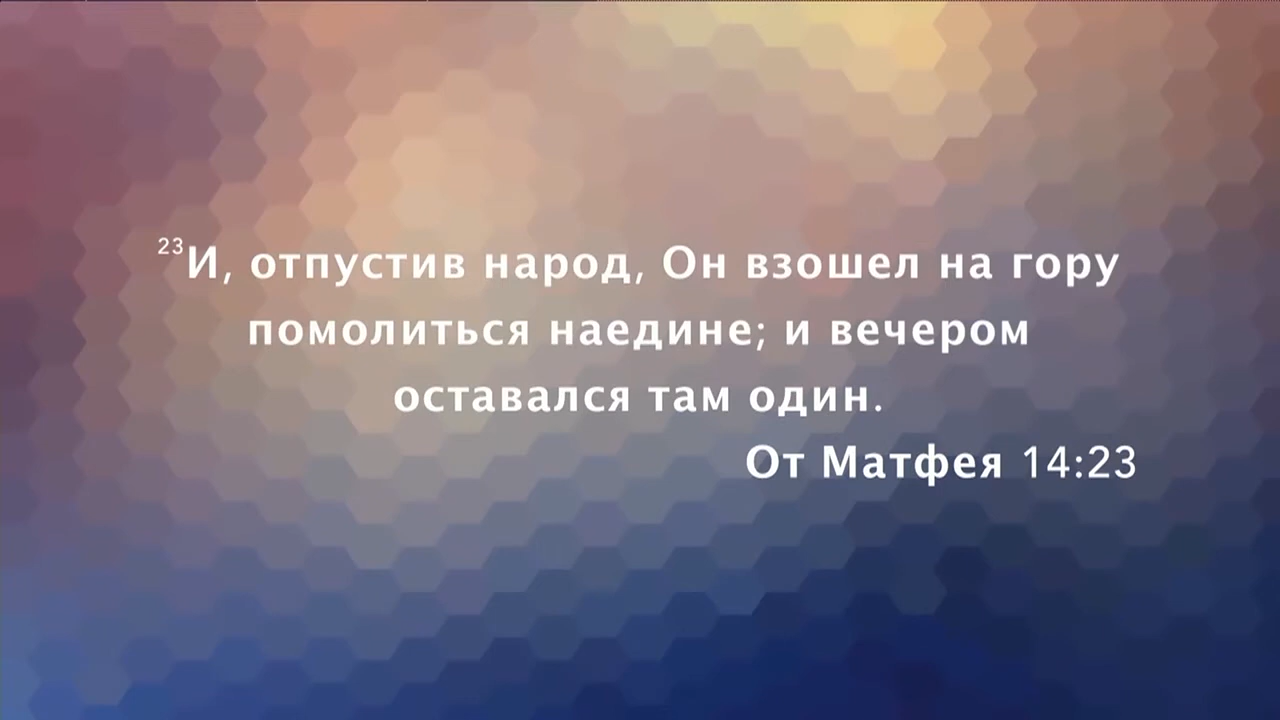 ²³И, отпустив народ, Он взошел на гору
помолиться наедине; и вечером
оставался там один.
От Матфея 14:23